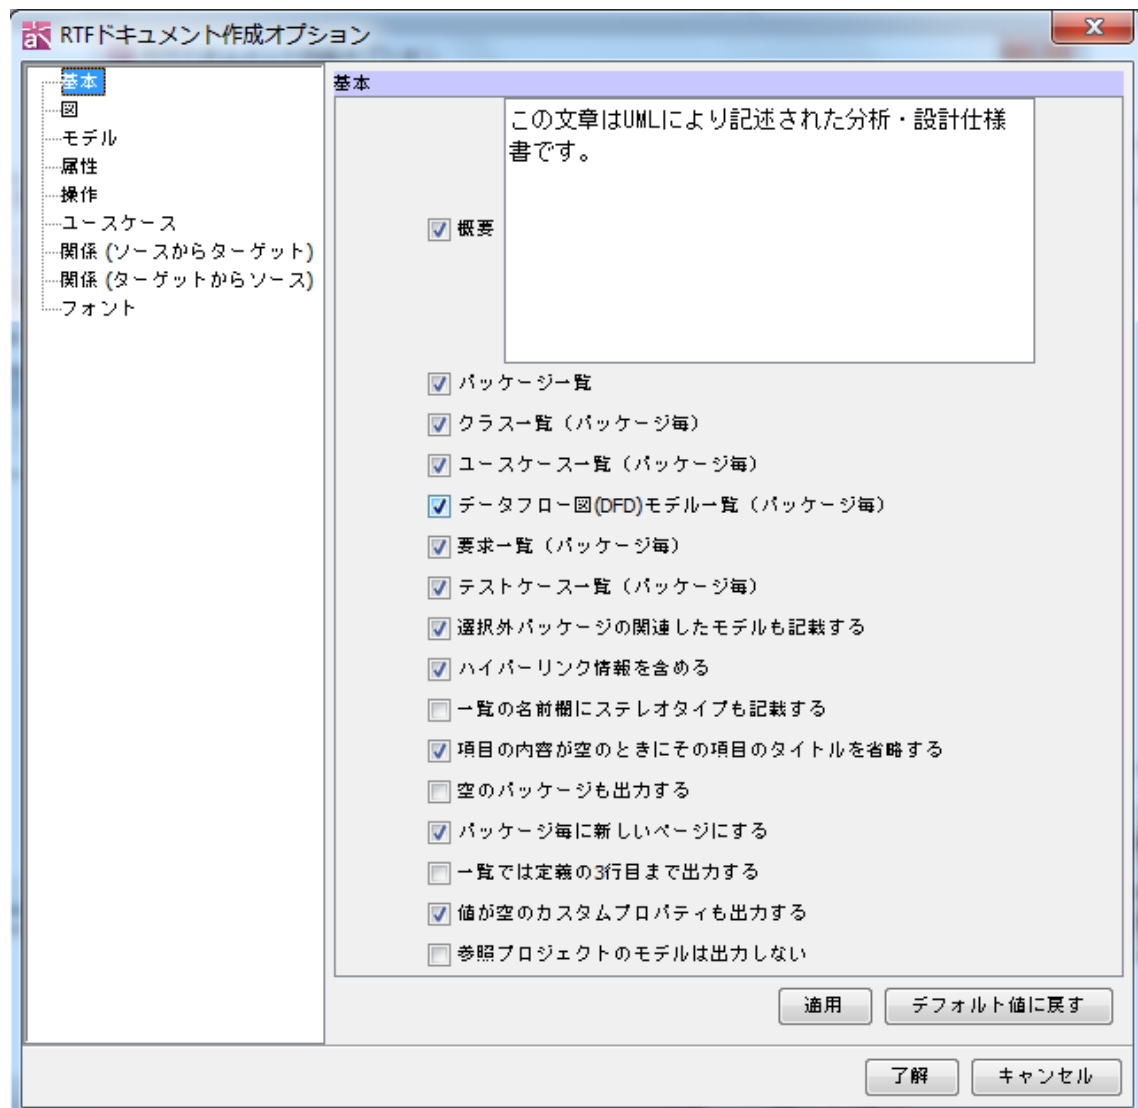 RTFドキュメント作成オプション
基本
図
モデル
属性
操作
ユースケース
関係 (ソースからターゲット)
関係 (ターゲットからソース)
フォント
基本
概要
この文章はUMLにより記述された分析・設計仕様
書です。
パッケージ一覧
クラス一覧（パッケージ毎）
ユースケース一覧（パッケージ毎）
データフロー図(DFD)モデル一覧（パッケージ毎）
要求一覧（パッケージ毎）
テストケース一覧（パッケージ毎）
選択外パッケージの関連したモデルも記載する
ハイパーリンク情報を含める
一覧の名前欄にステレオタイプも記載する
項目の内容が空のときにその項目のタイトルを省略する
空のパッケージも出力する
パッケージ毎に新しいページにする
一覧では定義の3行目まで出力する
値が空のカスタムプロパティも出力する
参照プロジェクトのモデルは出力しない
適用
デフォルト値に戻す
了解
キャンセル